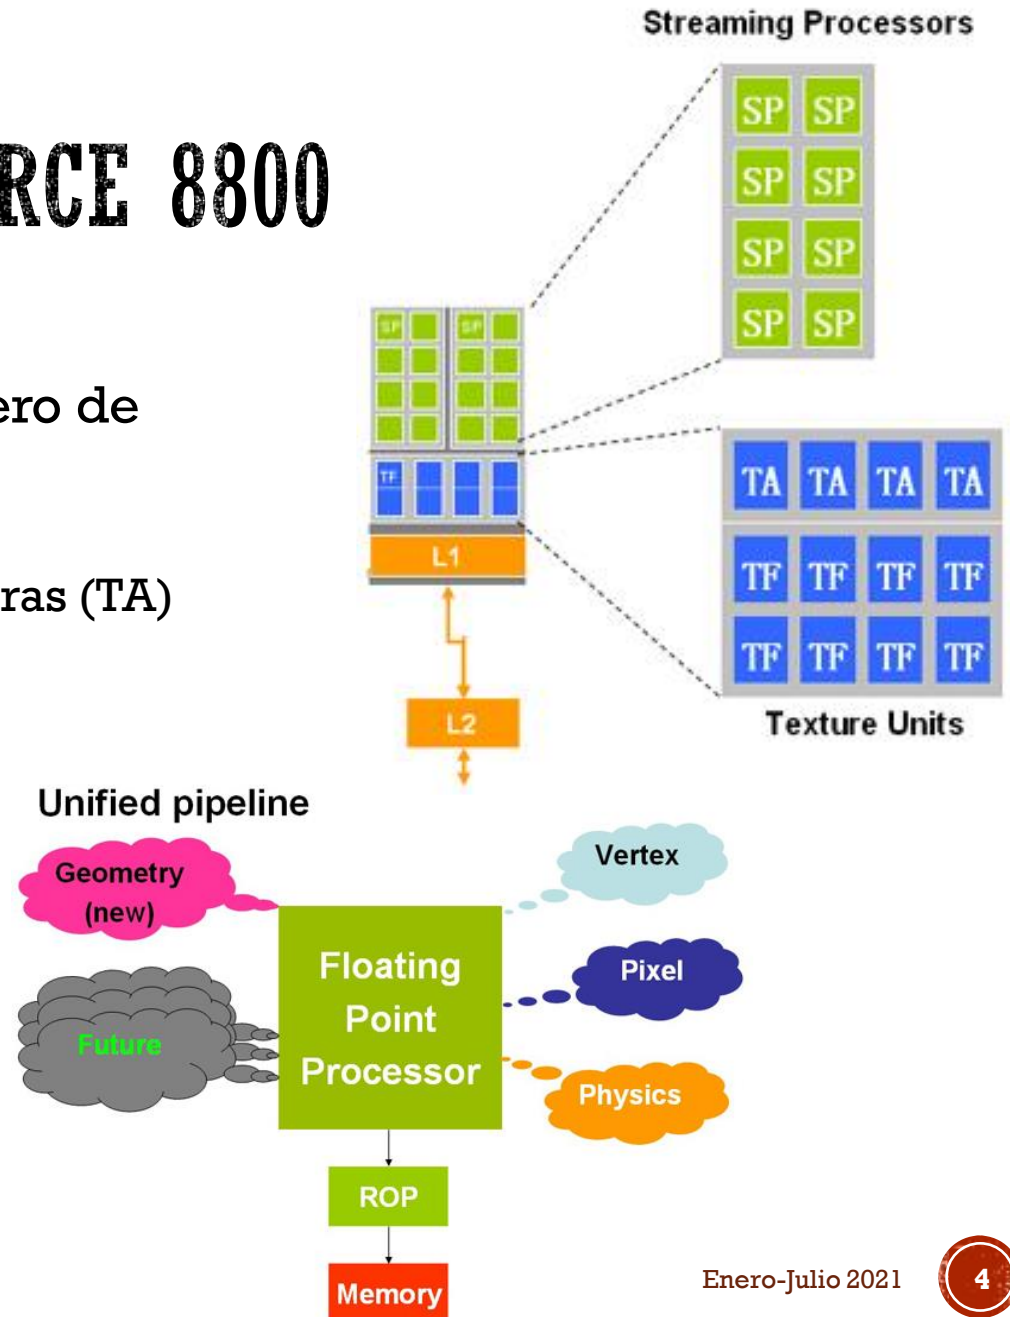 Streaming Processors
RCE 8800
SP SP
SP SP
SP SP
SP SP
SP SP
ero de
TF
TA TA TA TA
L1
TF TF TF TF
ras (TA)
TF TF TF TF
L2
Texture Units
Unified pipeline
Geometry
(new)
Vertex
Floating
Point
Processor
Pixel
Future
Physics
ROP
Memory
Enero-Julio 2021
4